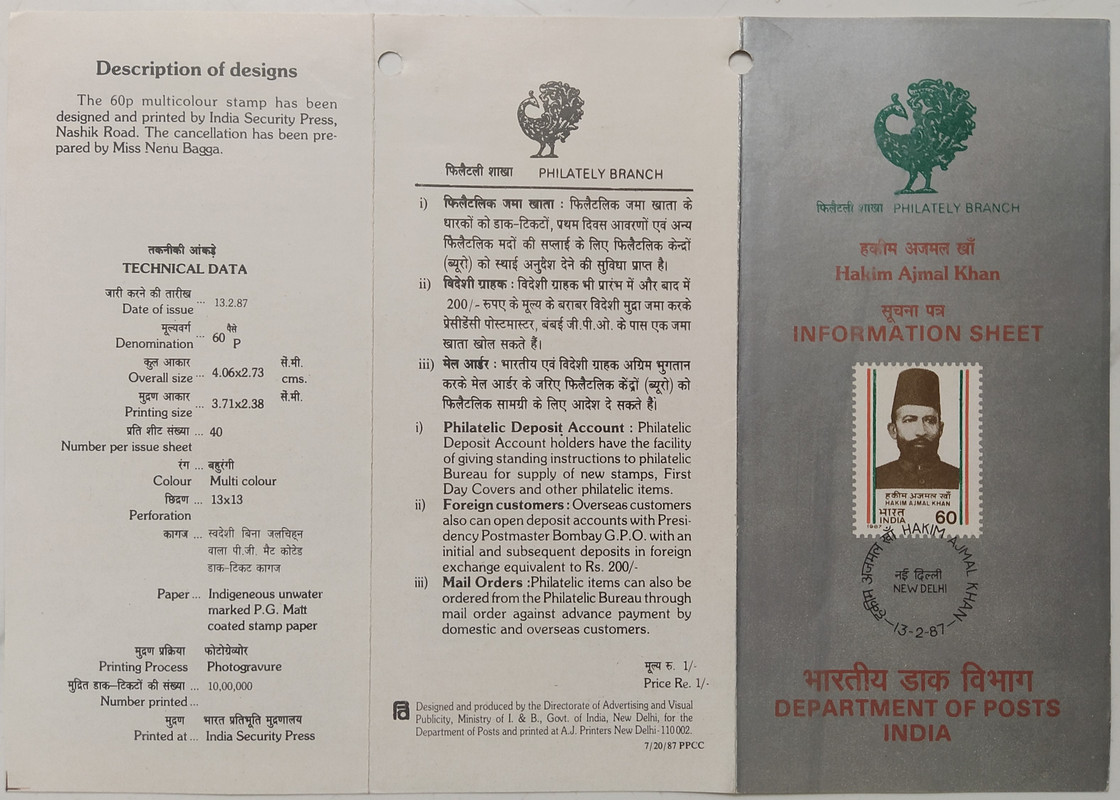 Description of designs
The 60p multicolour stamp has been
designed and printed by India Security Press,
Nashik Road. The cancellation has been pre-
pared by Miss Nenu Bagga.
तकनीकी आंकड़े
TECHNICAL DATA
जारी करने की तारीख
Date of issue ... 13.2.87
मूल्यवर्ग पैसे
Denomination ... 60 P
कुल आकार सें.मी.
Overall size ... 4.06x2.73 cms.
मुद्रण आकार सें.मी.
Printing size ... 3.71x2.38
प्रति शीट संख्या ... 40
Number per issue sheet
रंग ... बहुरंगी
Colour Multi colour
छिद्रण ... 13x13
Perforation
कागज ... स्वदेशी बिना जलचिहन
वाला पी.जी. मैट कोटेड
डाक-टिकट कागज
Paper ... Indigeneous unwater
marked P.G. Matt
coated stamp paper
मुद्रण प्रक्रिया फोटोग्रेव्योर
Printing Process Photogravure
मुद्रित डाक-टिकटों की संख्या ... 10,00,000
Number printed ...
मुद्रण भारत प्रतिभूति मुद्रणालय
Printed at ... India Security Press
फिलैटली शाखा PHILATELY BRANCH
i) फिलैटलिक जमा खाता : फिलैटलिक जमा खाता के
धारकों को डाक-टिकटों, प्रथम दिवस आवरणों एवं अन्य
फिलैटलिक मदों की सप्लाई के लिए फिलैटलिक केन्द्रों
(ब्यूरो) को स्थाई अनुदेश देने की सुविधा प्राप्त है।
ii) विदेशी ग्राहक : विदेशी ग्राहक भी प्रारंभ में और बाद में
200/- रुपए के मूल्य के बराबर विदेशी मुद्रा जमा करके
प्रेसीडेंसी पोस्टमास्टर, बंबई जी.पी.ओ. के पास एक जमा
खाता खोल सकते हैं।
iii) मेल आर्डर : भारतीय एवं विदेशी ग्राहक अग्रिम भुगतान
करके मेल आर्डर के जरिए फिलैटलिक केंद्रों (ब्यूरो) को
फिलैटलिक सामग्री के लिए आदेश दे सकते हैं।
i) Philatelic Deposit Account : Philatelic
Deposit Account holders have the facility
of giving standing instructions to philatelic
Bureau for supply of new stamps, First
Day Covers and other philatelic items.
ii) Foreign customers : Overseas customers
also can open deposit accounts with Presi-
dency Postmaster Bombay G.P.O. with an
initial and subsequent deposits in foreign
exchange equivalent to Rs. 200/-
iii) Mail Orders :Philatelic items can also be
ordered from the Philatelic Bureau through
mail order against advance payment by
domestic and overseas customers.
मूल्य रु. 1/-
Price Re. 1/-
Designed and produced by the Directorate of Advertising and Visual
Publicity, Ministry of I. & B., Govt. of India, New Delhi, for the
Department of Posts and printed at A.J. Printers New Delhi-110002.
7/20/87 PPCC
फिलैटली शाखा PHILATELY BRANCH
हकीम अजमल खाँ
Hakim Ajmal Khan
सूचना पत्र
INFORMATION SHEET
हकीम अजमल खाँ
HAKIM AJMAL KHAN
भारत
INDIA 60
1987
हकीम अजमल खाँ HAKIM AJMAL KHAN
नई दिल्ली
NEW DELHI
-13-2-87-
भारतीय डाक विभाग
DEPARTMENT OF POSTS
INDIA